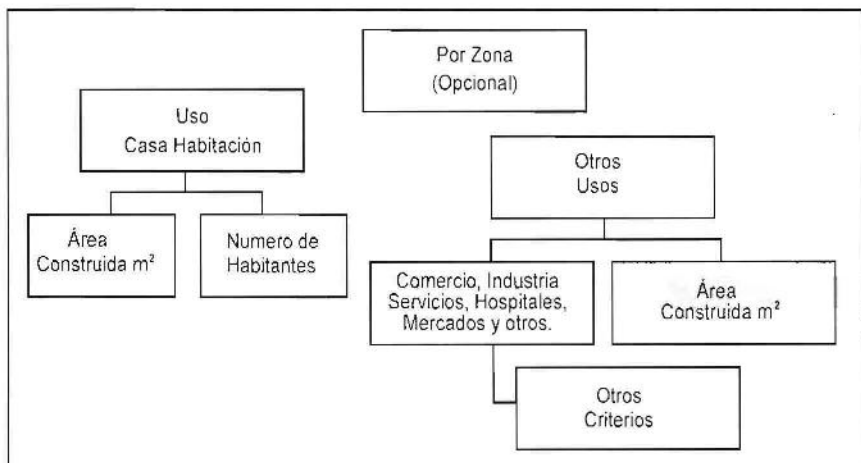 Por Zona
(Opcional)
Uso
Casa Habitación
Otros
Usos
Área
Construida m²
Numero de
Habitantes
Comercio, Industria
Servicios, Hospitales,
Mercados y otros.
Área
Construida m²
Otros
Criterios